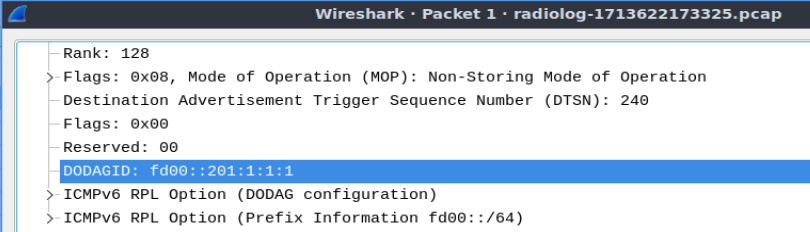 Wireshark · Packet 1 · radiolog-1713622173325.pcap
Rank: 128
Flags: 0x08, Mode of Operation (MOP): Non-Storing Mode of Operation
Destination Advertisement Trigger Sequence Number (DTSN): 240
Flags: 0x00
Reserved: 00
DODAGID: fd00::201:1:1:1
ICMPv6 RPL Option (DODAG configuration)
ICMPv6 RPL Option (Prefix Information fd00::/64)